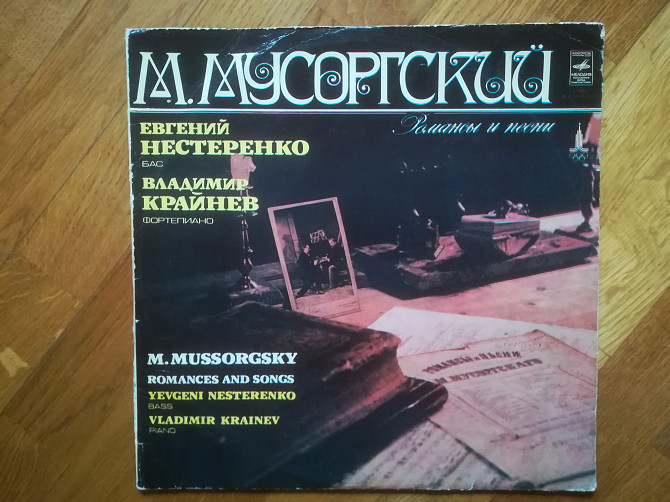 М. МУСОРГСКИЙ
МЕЛОДИЯ
Романсы и песни
ЕВГЕНИЙ
НЕСТЕРЕНКО
БАС
ВЛАДИМИР
КРАЙНЕВ
ФОРТЕПИАНО
M. MUSSORGSKY
ROMANCES AND SONGS
YEVGENI NESTERENKO
BASS
VLADIMIR KRAINEV
PIANO